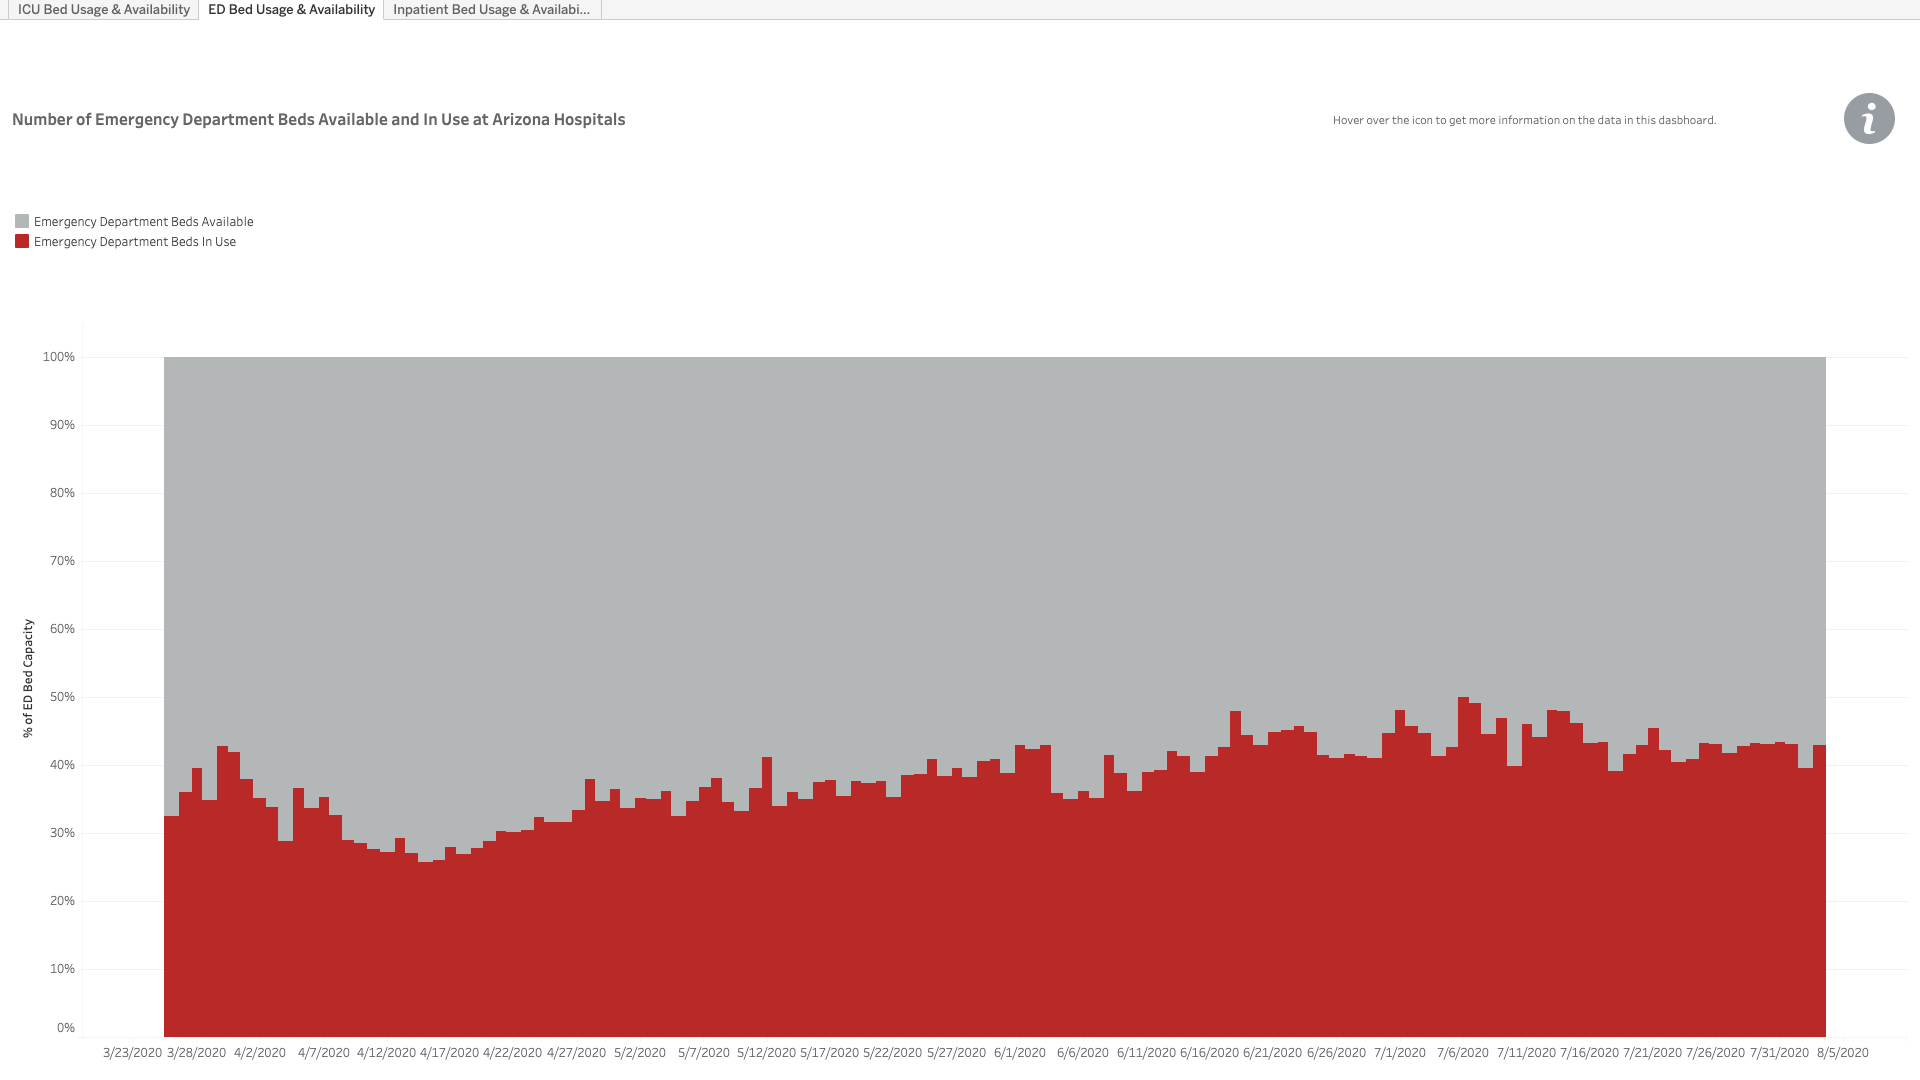 ICU Bed Usage & Availability
ED Bed Usage & Availability
Inpatient Bed Usage & Availabi...
Number of Emergency Department Beds Available and In Use at Arizona Hospitals
Hover over the icon to get more information on the data in this dasbhoard.
i
Emergency Department Beds Available
Emergency Department Beds In Use
% of ED Bed Capacity
100%
90%
80%
70%
60%
50%
40%
30%
20%
10%
0%
3/23/2020 3/28/2020 4/2/2020 4/7/2020 4/12/2020 4/17/2020 4/22/2020 4/27/2020 5/2/2020 5/7/2020 5/12/2020 5/17/2020 5/22/2020 5/27/2020 6/1/2020 6/6/2020 6/11/2020 6/16/2020 6/21/2020 6/26/2020 7/1/2020 7/6/2020 7/11/2020 7/16/2020 7/21/2020 7/26/2020 7/31/2020 8/5/2020